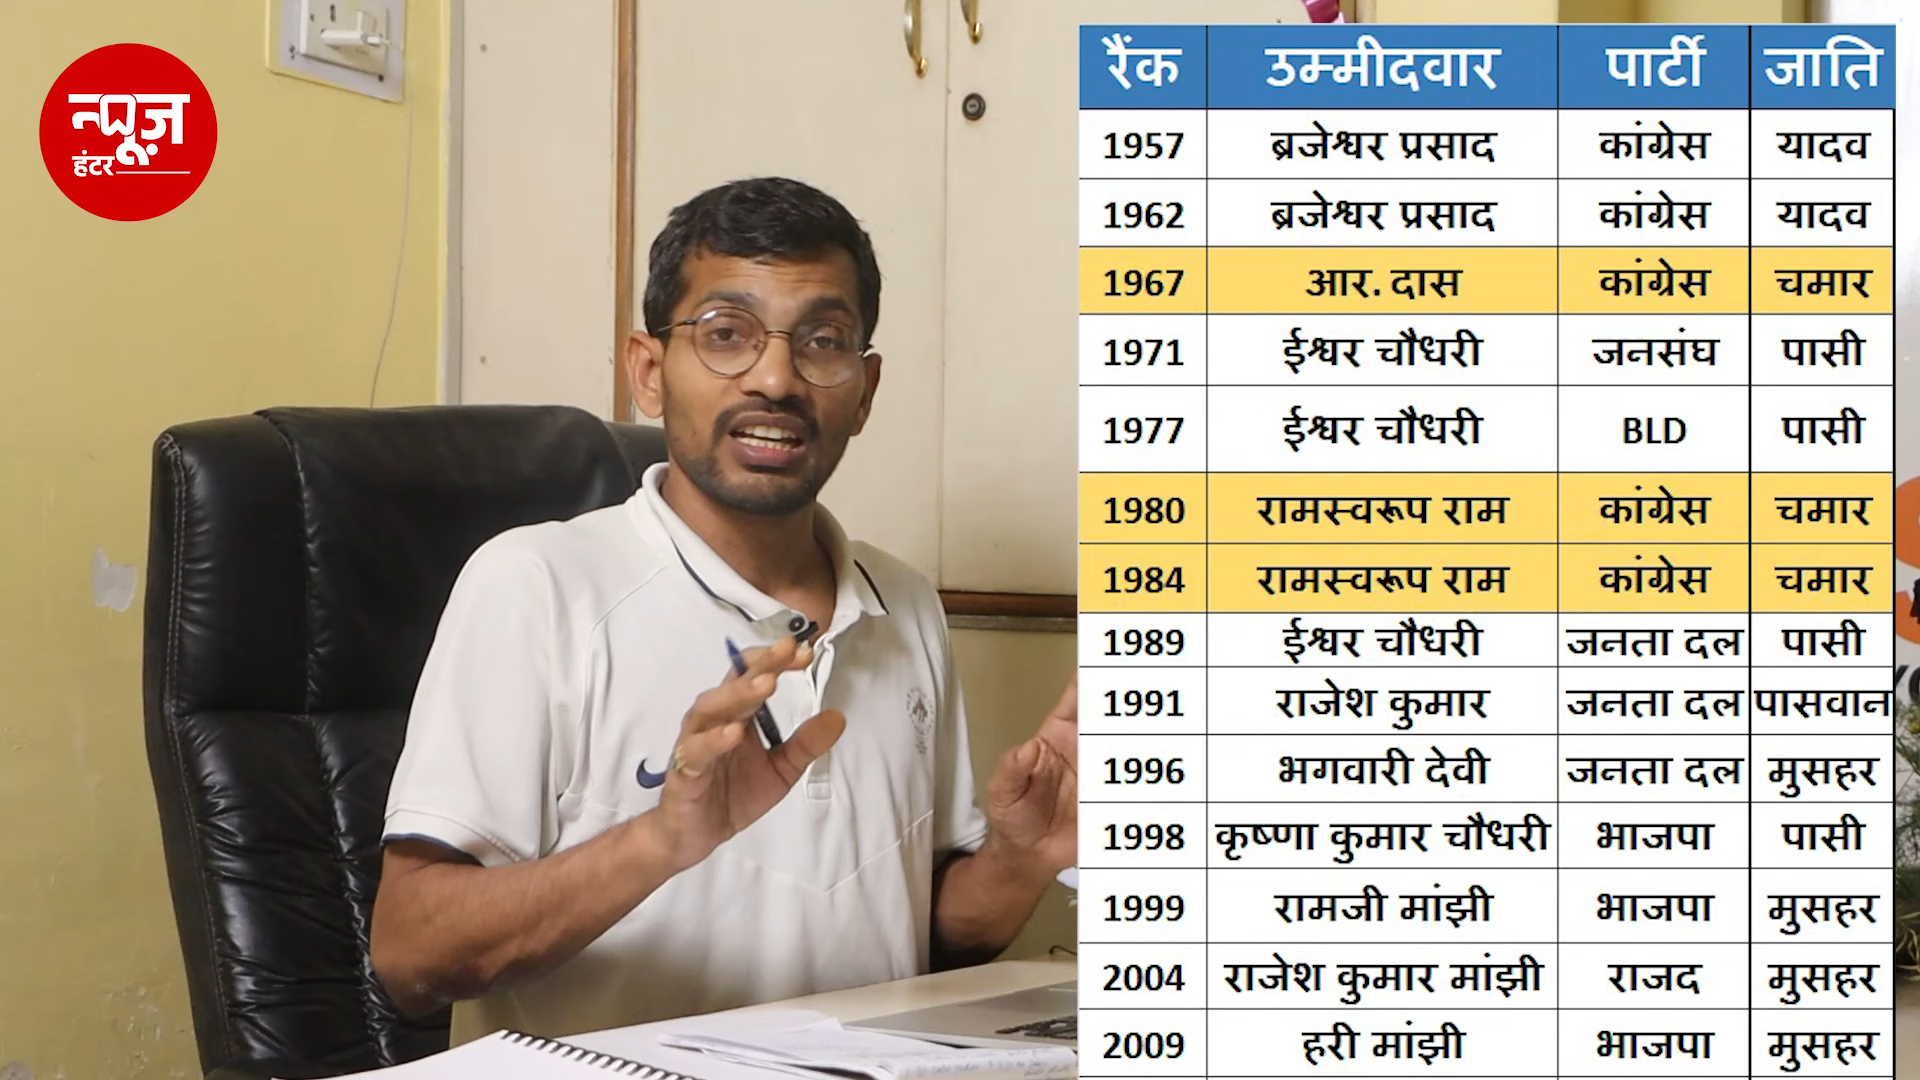 न्यूज़
हंटर
रैंक उम्मीदवार पार्टी जाति
1957 ब्रजेश्वर प्रसाद कांग्रेस यादव
1962 ब्रजेश्वर प्रसाद कांग्रेस यादव
1967 आर. दास कांग्रेस चमार
1971 ईश्वर चौधरी जनसंघ पासी
1977 ईश्वर चौधरी BLD पासी
1980 रामस्वरूप राम कांग्रेस चमार
1984 रामस्वरूप राम कांग्रेस चमार
1989 ईश्वर चौधरी जनता दल पासी
1991 राजेश कुमार जनता दल पासवान
1996 भगवारी देवी जनता दल मुसहर
1998 कृष्णा कुमार चौधरी भाजपा पासी
1999 रामजी मांझी भाजपा मुसहर
2004 राजेश कुमार मांझी राजद मुसहर
2009 हरी मांझी भाजपा मुसहर